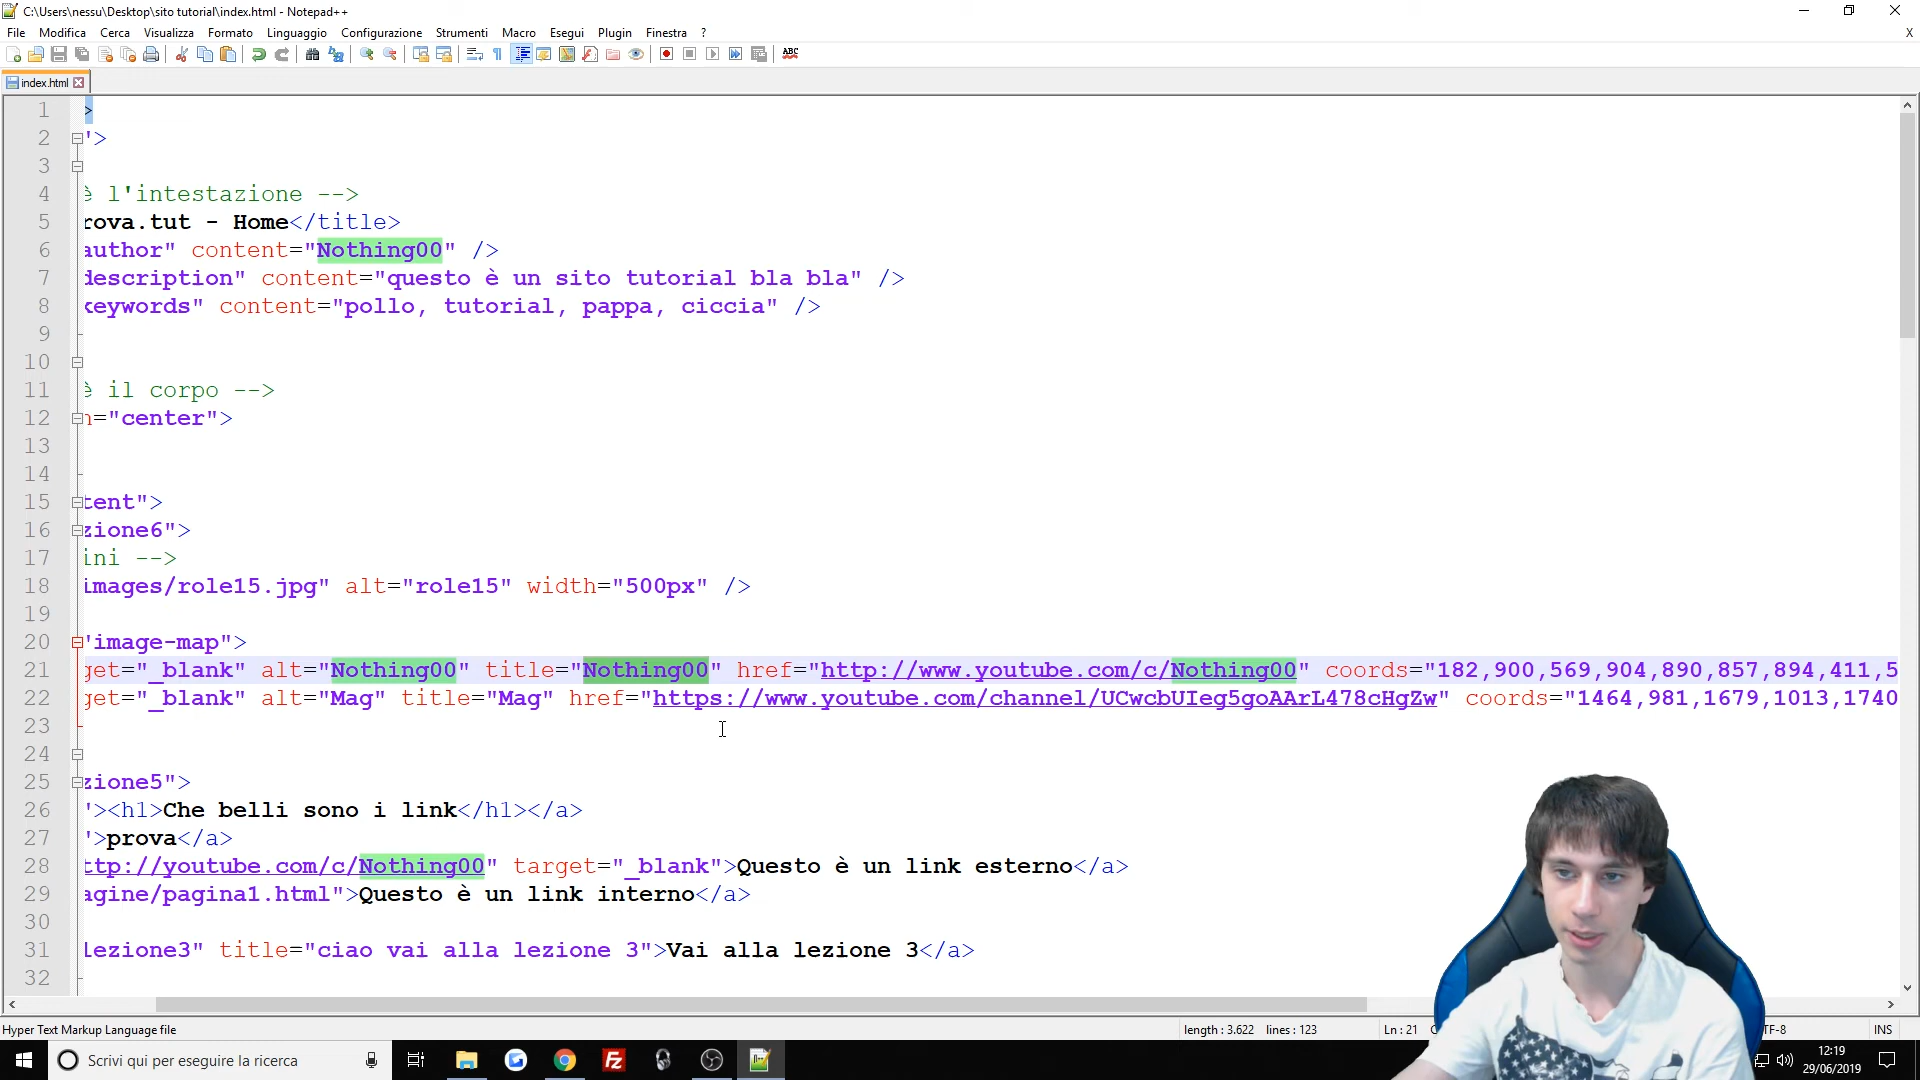 C:\Users\nessu\Desktop\sito tutorial\index.html - Notepad++
File Modifica Cerca Visualizza Formato Linguaggio Configurazione Strumenti Macro Esegui Plugin Finestra ? X
ABC
index.html
1 >
2 '>
3
4 è l'intestazione -->
5 rova.tut - Home</title>
6 author" content="Nothing00" />
7 description" content="questo è un sito tutorial bla bla" />
8 keywords" content="pollo, tutorial, pappa, ciccia" />
9
10
11 è il corpo -->
12 n="center">
13
14
15 tent">
16 zione6">
17 ini -->
18 images/role15.jpg" alt="role15" width="500px" />
19
20 'image-map">
21 get="_blank" alt="Nothing00" title="Nothing00" href="http://www.youtube.com/c/Nothing00" coords="182,900,569,904,890,857,894,411,5
22 get="_blank" alt="Mag" title="Mag" href="https://www.youtube.com/channel/UCwcbUIeg5goAArL478cHgZw" coords="1464,981,1679,1013,1740
23
24
25 zione5">
26 '><h1>Che belli sono i link</h1></a>
27 '>prova</a>
28 ttp://youtube.com/c/Nothing00" target="_blank">Questo è un link esterno</a>
29 agine/pagina1.html">Questo è un link interno</a>
30
31 lezione3" title="ciao vai alla lezione 3">Vai alla lezione 3</a>
32
Hyper Text Markup Language file length : 3.622 lines : 123 Ln : 21 TF-8 INS
Scrivi qui per eseguire la ricerca
12:19
29/06/2019